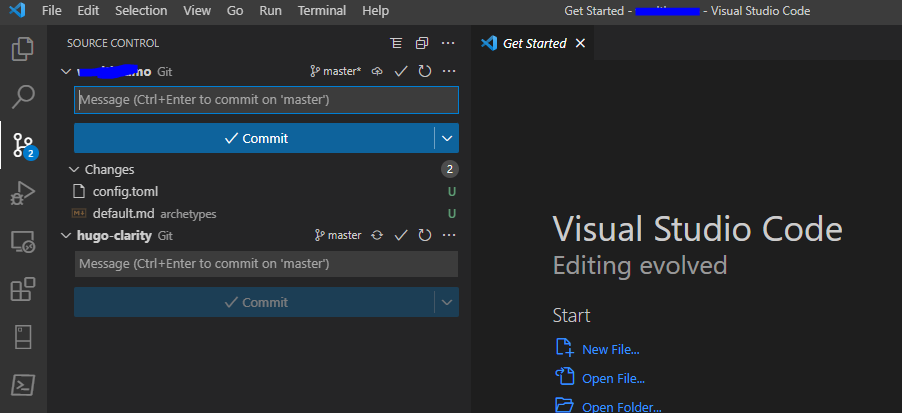 File Edit Selection View Go Run Terminal Help Get Started - - Visual Studio Code
SOURCE CONTROL
Get Started
mo Git master*
Message (Ctrl+Enter to commit on 'master')
Commit
Changes 2
config.toml U
default.md archetypes U
hugo-clarity Git master
Message (Ctrl+Enter to commit on 'master')
Commit
2
Visual Studio Code
Editing evolved
Start
New File...
Open File...
Open Folder...